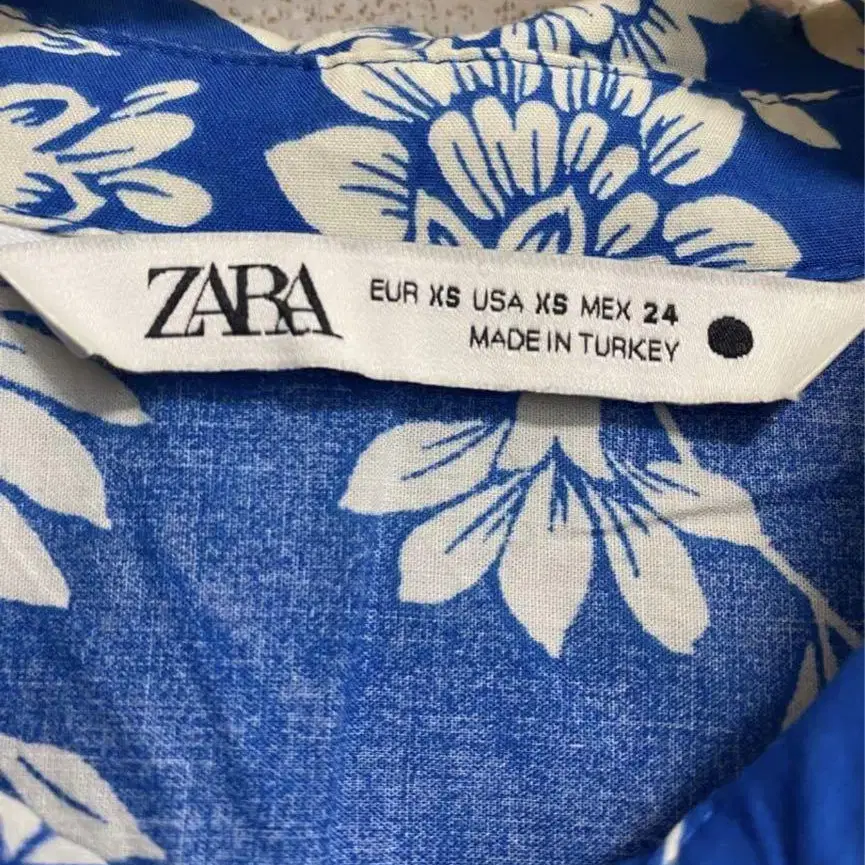 ZARA
EUR XS USA XS MEX 24
MADE IN TURKEY